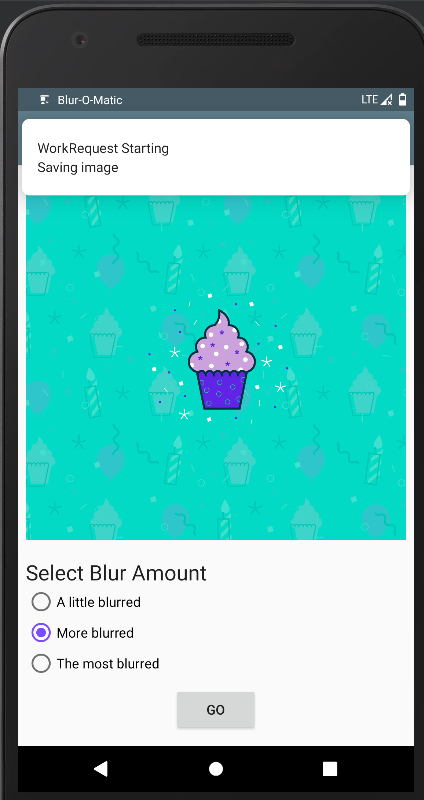 Blur-O-Matic LTE
WorkRequest Starting
Saving image
Select Blur Amount
A little blurred
More blurred
The most blurred
GO